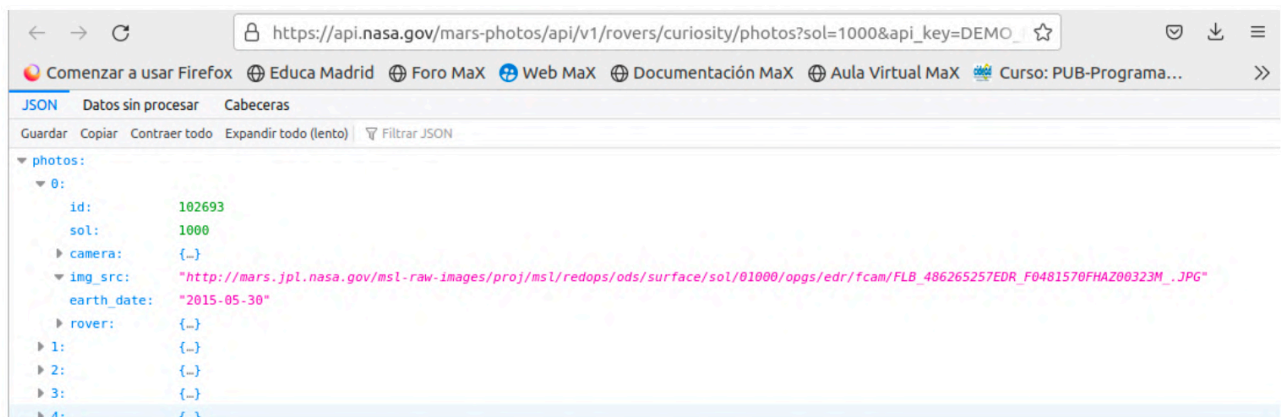 https://api.nasa.gov/mars-photos/api/v1/rovers/curiosity/photos?sol=1000&api_key=DEMO_
Comenzar a usar Firefox Educa Madrid Foro MaX Web MaX Documentación MaX Aula Virtual MaX Curso: PUB-Programa...
JSON Datos sin procesar Cabeceras
Guardar Copiar Contraer todo Expandir todo (lento) Filtrar JSON
photos:
0:
id: 102693
sol: 1000
camera: {…}
img_src: "http://mars.jpl.nasa.gov/msl-raw-images/proj/msl/redops/ods/surface/sol/01000/opgs/edr/fcam/FLB_486265257EDR_F0481570FHAZ00323M_.JPG"
earth_date: "2015-05-30"
rover: {…}
1: {…}
2: {…}
3: {…}
4: {…}